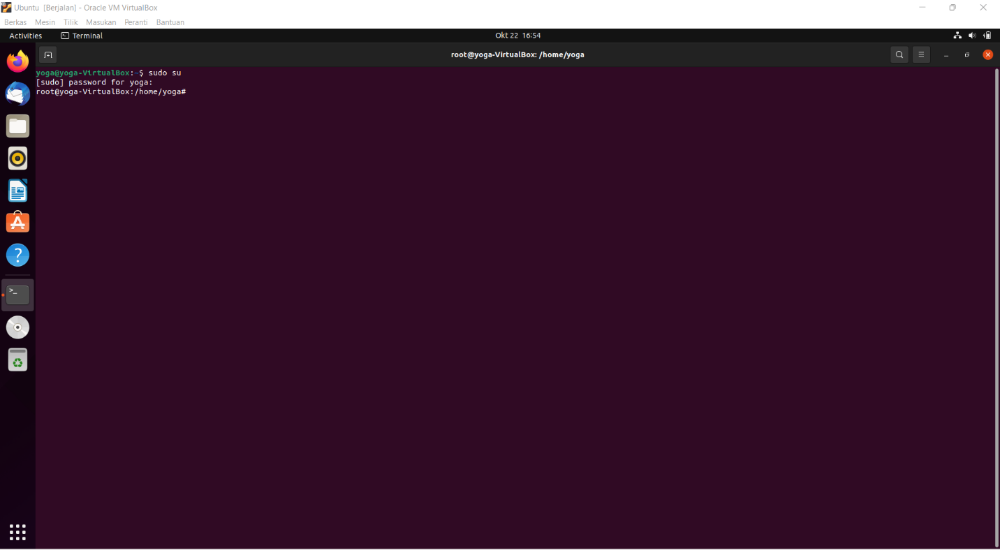 Ubuntu [Berjalan] - Oracle VM VirtualBox
Berkas Mesin Tilik Masukan Peranti Bantuan
Activities Terminal Okt 22 16:54
root@yoga-VirtualBox: /home/yoga
yoga@yoga-VirtualBox:~$ sudo su
[sudo] password for yoga:
root@yoga-VirtualBox:/home/yoga#